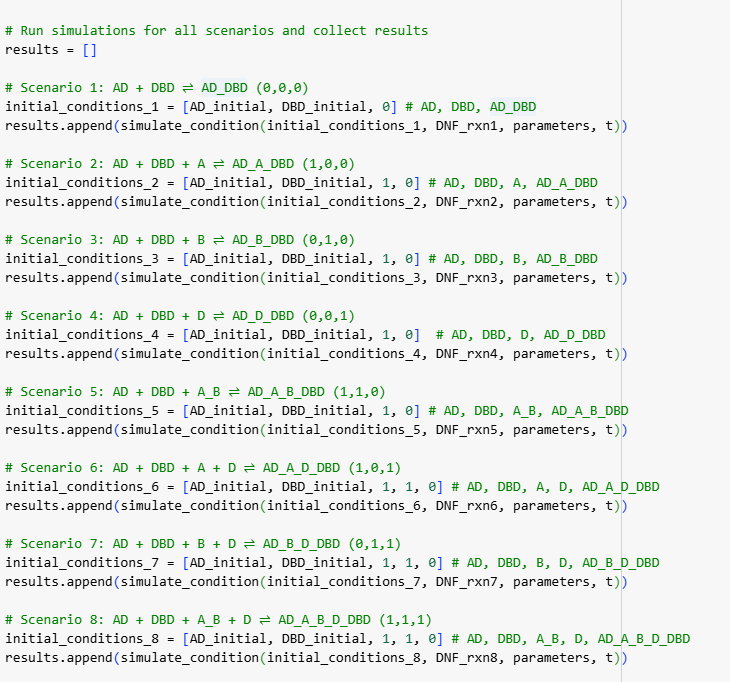 # Run simulations for all scenarios and collect results
results = []
# Scenario 1: AD + DBD ⇌ AD_DBD (0,0,0)
initial_conditions_1 = [AD_initial, DBD_initial, 0] # AD, DBD, AD_DBD
results.append(simulate_condition(initial_conditions_1, DNF_rxn1, parameters, t))
# Scenario 2: AD + DBD + A ⇌ AD_A_DBD (1,0,0)
initial_conditions_2 = [AD_initial, DBD_initial, 1, 0] # AD, DBD, A, AD_A_DBD
results.append(simulate_condition(initial_conditions_2, DNF_rxn2, parameters, t))
# Scenario 3: AD + DBD + B ⇌ AD_B_DBD (0,1,0)
initial_conditions_3 = [AD_initial, DBD_initial, 1, 0] # AD, DBD, B, AD_B_DBD
results.append(simulate_condition(initial_conditions_3, DNF_rxn3, parameters, t))
# Scenario 4: AD + DBD + D ⇌ AD_D_DBD (0,0,1)
initial_conditions_4 = [AD_initial, DBD_initial, 1, 0]  # AD, DBD, D, AD_D_DBD
results.append(simulate_condition(initial_conditions_4, DNF_rxn4, parameters, t))
# Scenario 5: AD + DBD + A_B ⇌ AD_A_B_DBD (1,1,0)
initial_conditions_5 = [AD_initial, DBD_initial, 1, 0] # AD, DBD, A_B, AD_A_B_DBD
results.append(simulate_condition(initial_conditions_5, DNF_rxn5, parameters, t))
# Scenario 6: AD + DBD + A + D ⇌ AD_A_D_DBD (1,0,1)
initial_conditions_6 = [AD_initial, DBD_initial, 1, 1, 0] # AD, DBD, A, D, AD_A_D_DBD
results.append(simulate_condition(initial_conditions_6, DNF_rxn6, parameters, t))
# Scenario 7: AD + DBD + B + D ⇌ AD_B_D_DBD (0,1,1)
initial_conditions_7 = [AD_initial, DBD_initial, 1, 1, 0] # AD, DBD, B, D, AD_B_D_DBD
results.append(simulate_condition(initial_conditions_7, DNF_rxn7, parameters, t))
# Scenario 8: AD + DBD + A_B + D ⇌ AD_A_B_D_DBD (1,1,1)
initial_conditions_8 = [AD_initial, DBD_initial, 1, 1, 0] # AD, DBD, A_B, D, AD_A_B_D_DBD
results.append(simulate_condition(initial_conditions_8, DNF_rxn8, parameters, t))